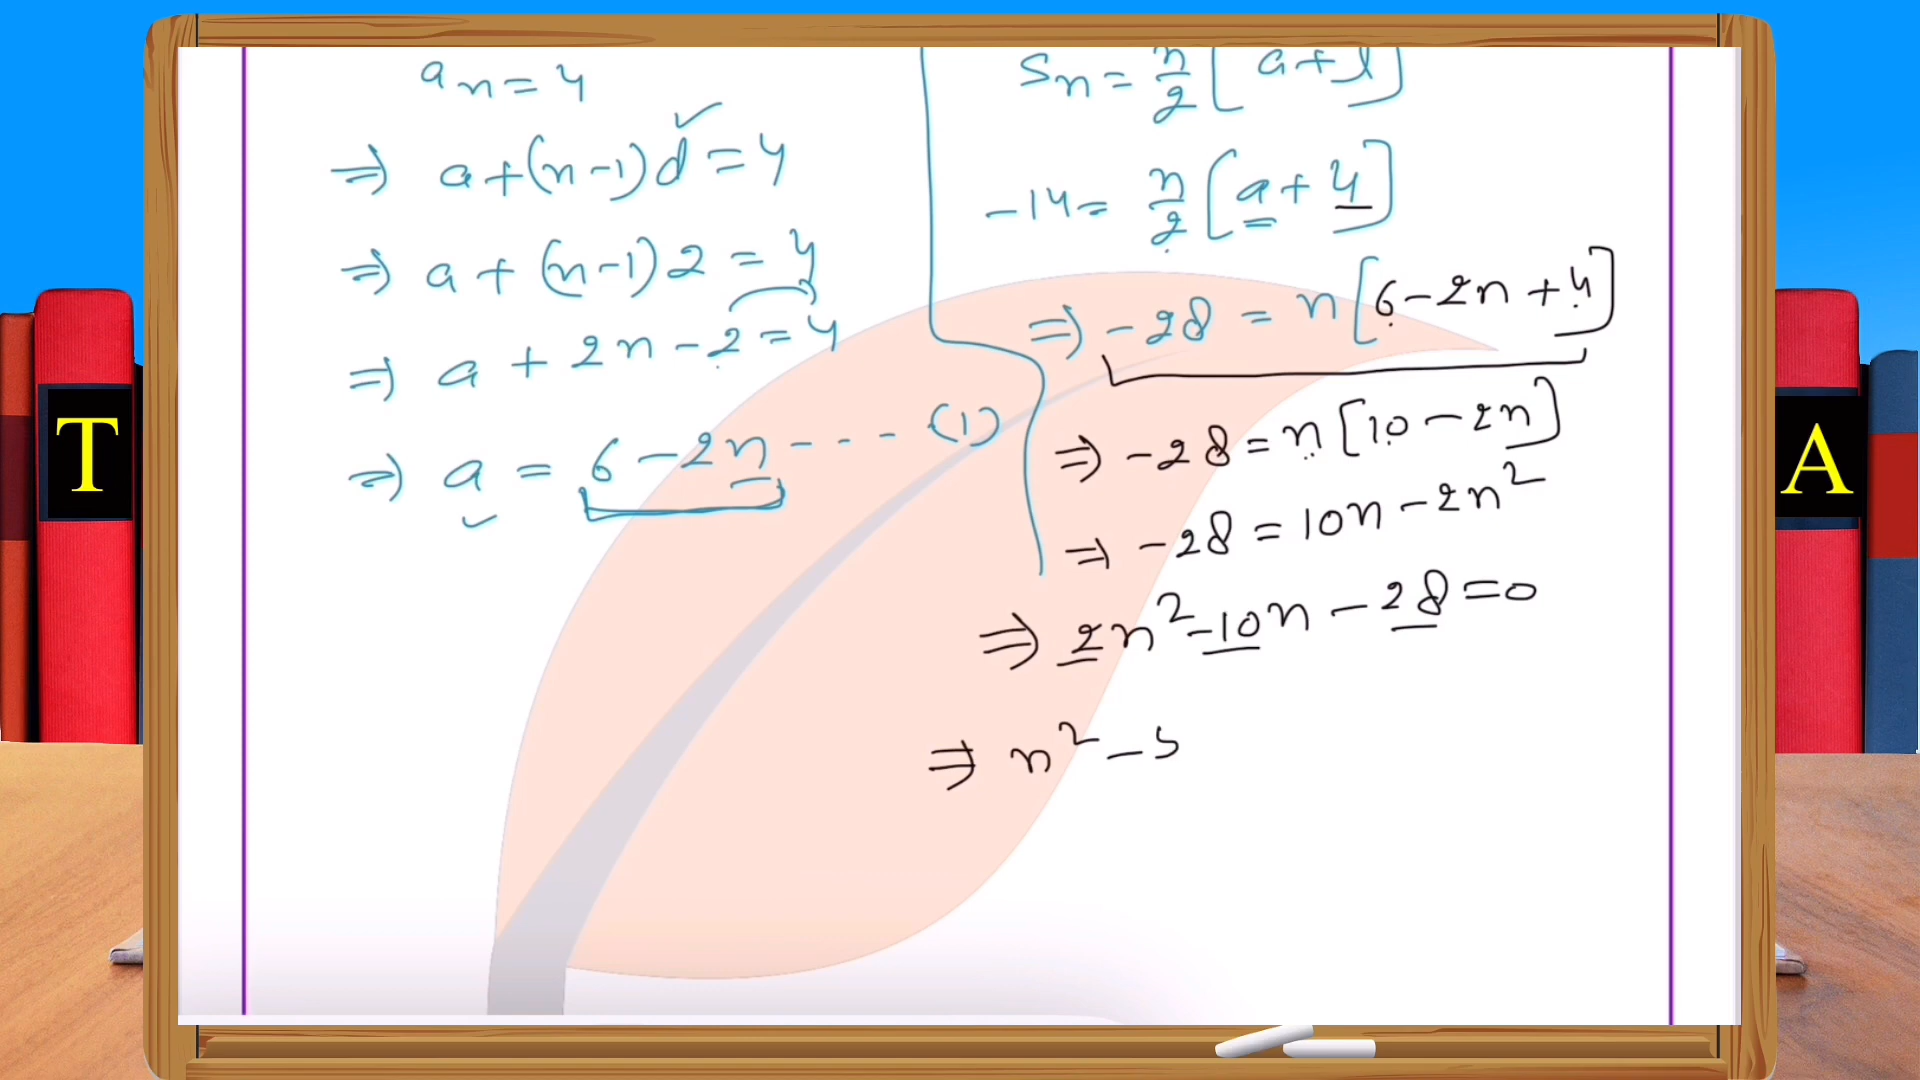 aₙ = 4
⇒ a+(n-1)d = 4
⇒ a + (n-1)2 = 4
⇒ a + 2n - 2 = 4
⇒ a = 6 - 2n - - - - (1)
Sₙ = n/2 [a+l]
-14 = n/2 [a + 4]
⇒ -28 = n[6 - 2n + 4]
⇒ -28 = n[10 - 2n]
⇒ -28 = 10n - 2n²
⇒ 2n² - 10n - 28 = 0
⇒ n² - 5
T
A